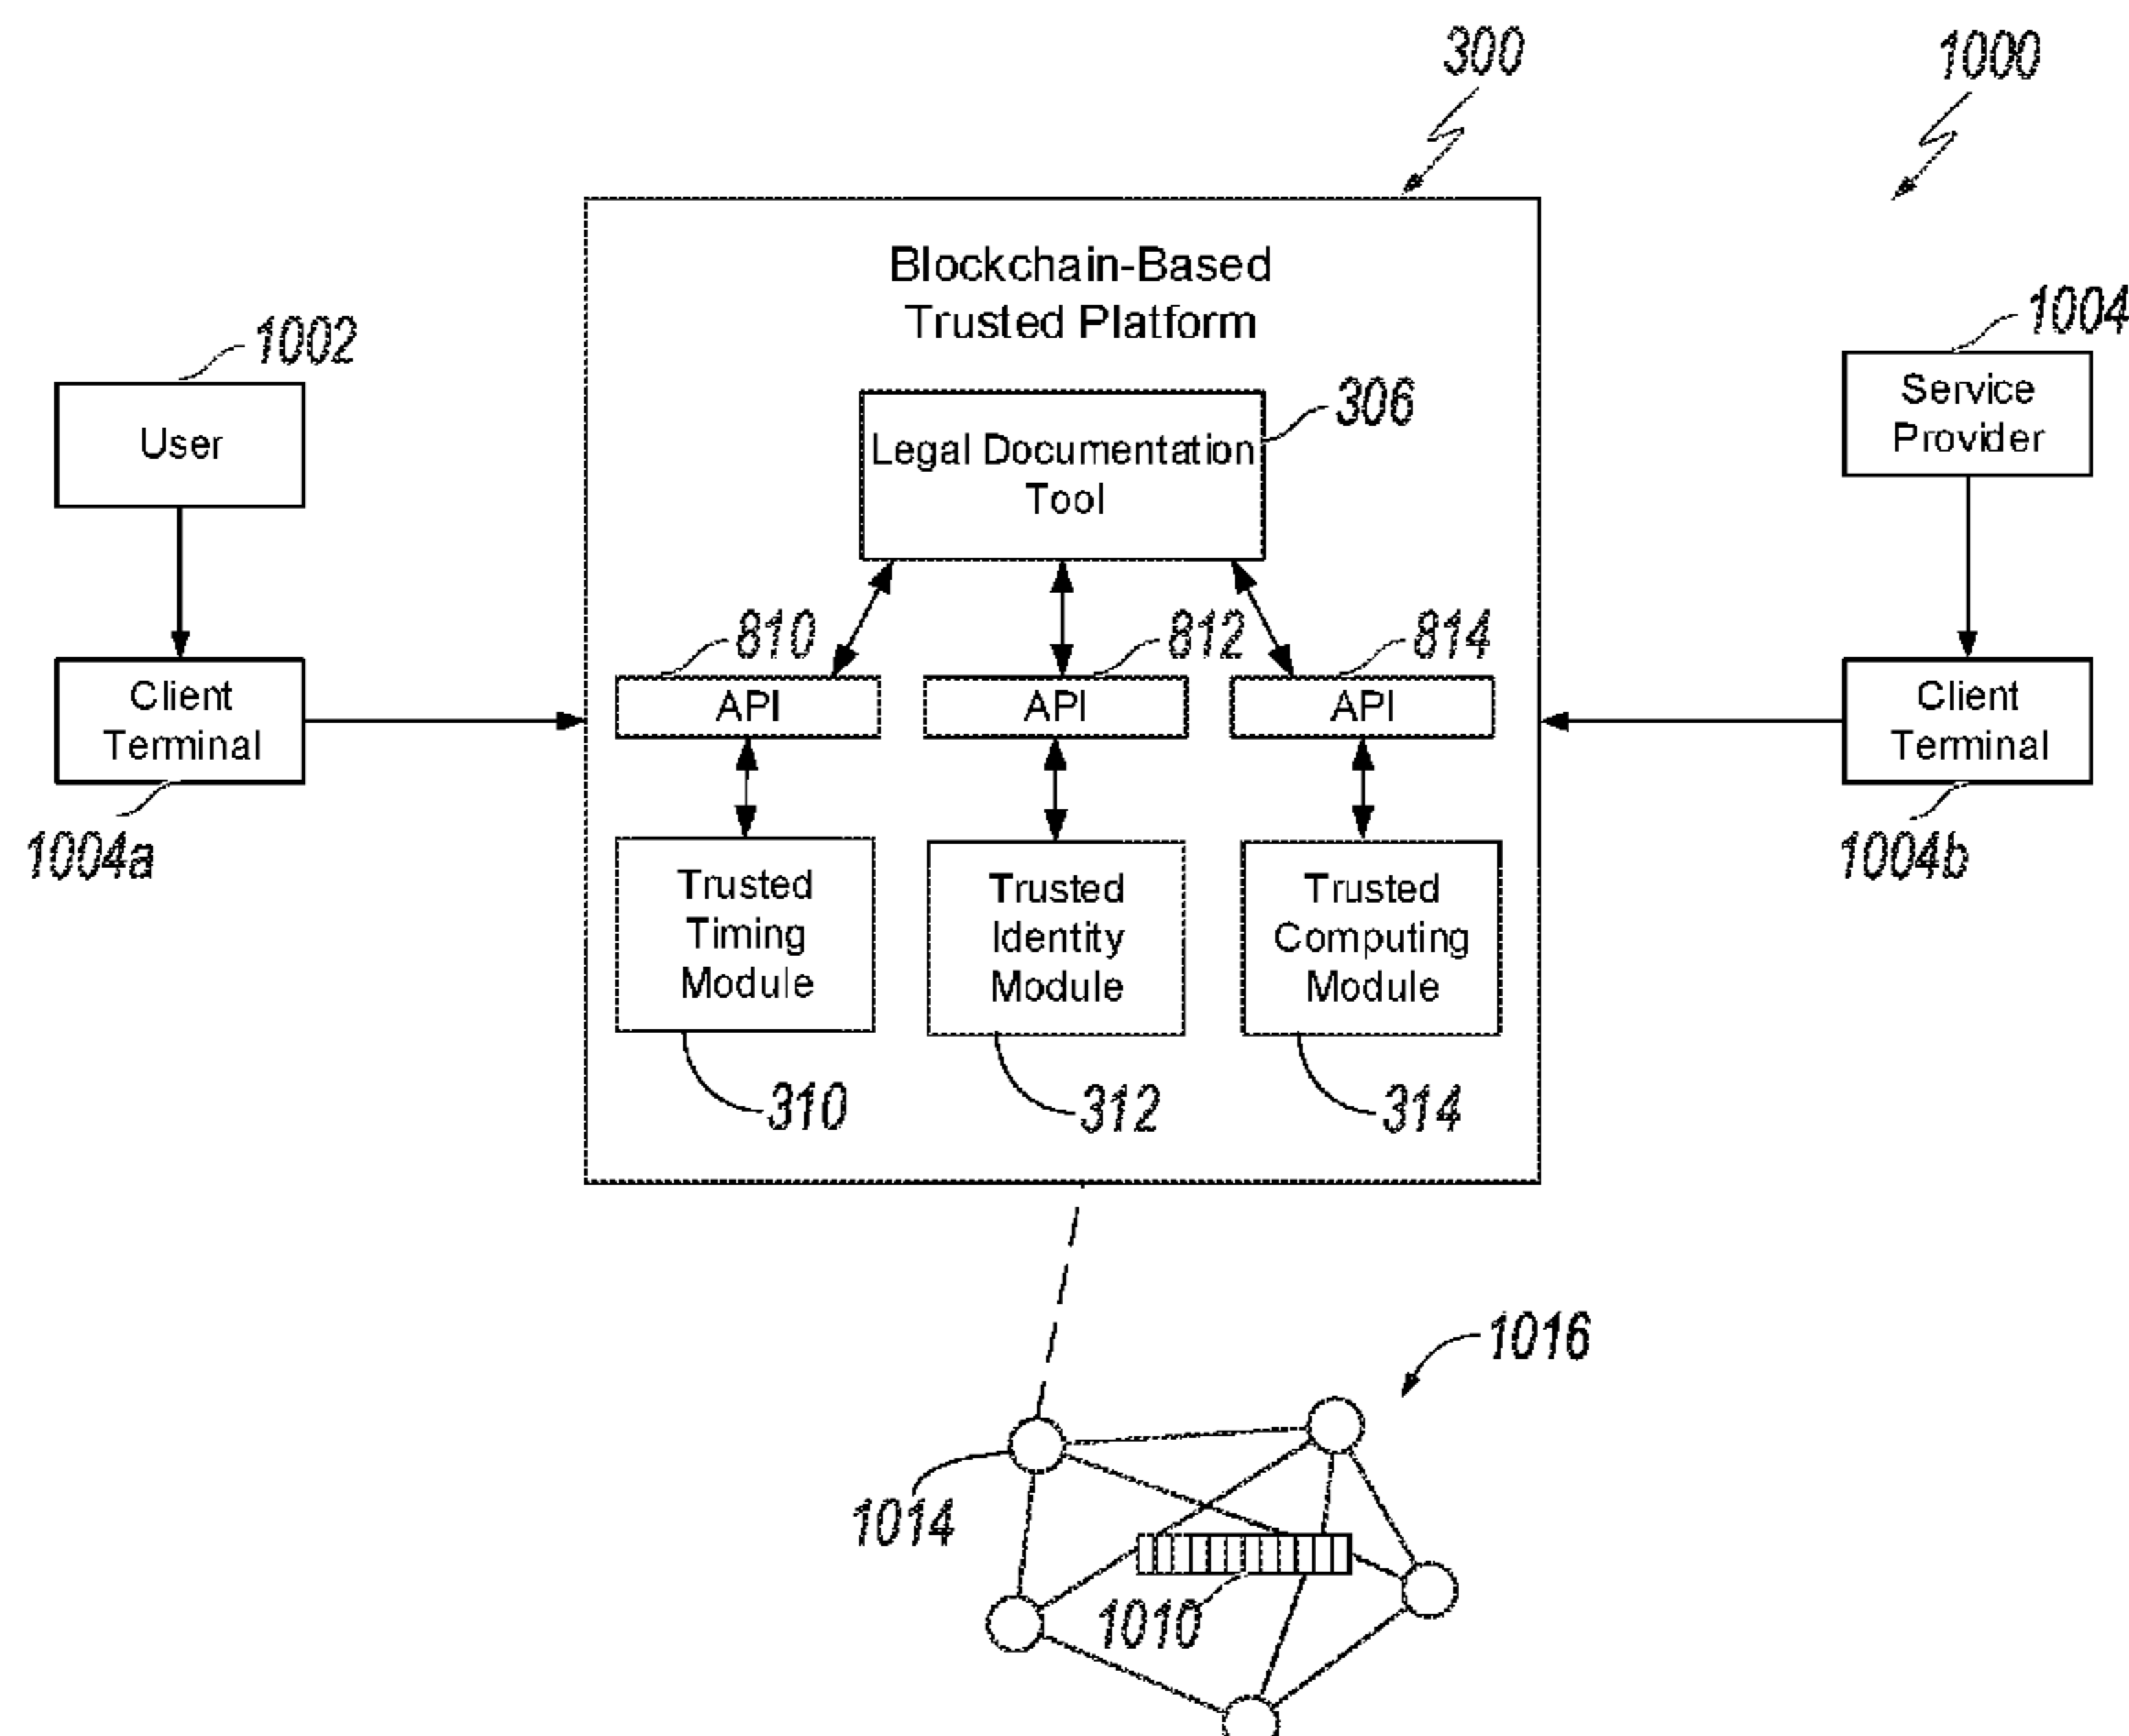 300
1000
Blockchain-Based
Trusted Platform
1002
User
Client
Terminal
1004a
306
Legal Documentation
Tool
810
812
814
API
API
API
Trusted
Timing
Module
Trusted
Identity
Module
Trusted
Computing
Module
310
312
314
1004
Service
Provider
Client
Terminal
1004b
1016
1014
1010